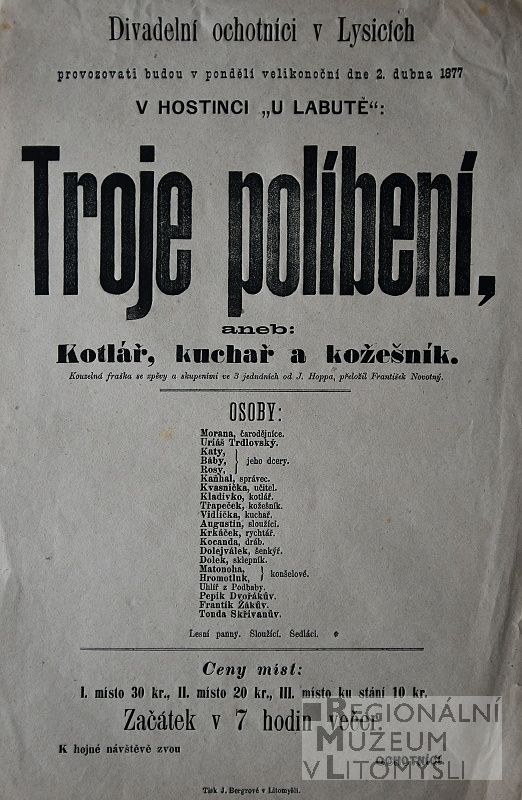 Divadelní ochotníci v Lysicích
provozovati budou v pondělí velikonoční dne 2. dubna 1877
V HOSTINCI „U LABUTĚ“:
Troje políbení,
aneb:
Kotlář, kuchař a kožešník.
Kouzelná fraška se zpěvy a skupeními ve 3 jednáních od J. Hoppa, přeložil František Novotný.
OSOBY:
Morana, čarodějnice.
Uriáš Trdlovský.
Katy,
Báby, } jeho dcery.
Rosy,
Kaňhal, správec.
Kvasnička, učitel.
Kladivko, kotlář.
Třapeček, kožešník.
Vidlička, kuchař.
Augustin, sloužící.
Krkáček, rychtář.
Kocanda, dráb.
Dolejválek, šenkýř.
Dolek, sklepník.
Matonoha,
Hromotluk, } konšelové.
Uhlíř z Podbaby.
Pepík Dvořákův.
Frantík Žákův.
Tonda Skřivanův.
Lesní panny. Sloužící. Sedláci.
Ceny míst:
I. místo 30 kr., II. místo 20 kr., III. místo ku stání 10 kr.
Začátek v 7 hodin večer.
K hojné návštěvě zvou
OCHOTNÍCI.
Tisk J. Bergrové v Litomyšli.
REGIONÁLNÍ
MUZEUM
V LITOMYŠLI